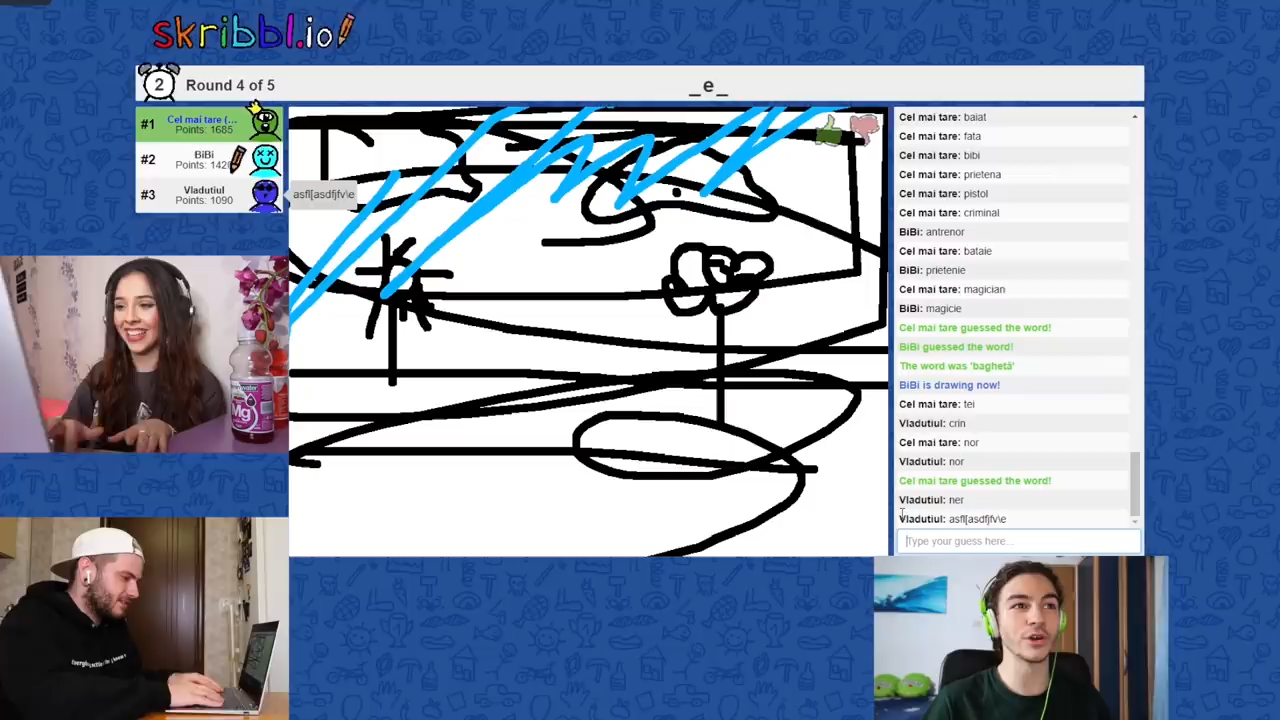 skribbl.io
2
Round 4 of 5
_e_
#1
Cel mai tare (...
Points: 1685
#2
BiBi
#3
Vladutiul
Points: 1090
asfl[asdfjfv\e
Cel mai tare: baiat
Cel mai tare: fata
Cel mai tare: bibi
Cel mai tare: prietena
Cel mai tare: pistol
Cel mai tare: criminal
BiBi: antrenor
Cel mai tare: bataie
BiBi: prietenie
Cel mai tare: magician
BiBi: magicie
Cel mai tare guessed the word!
BiBi guessed the word!
The word was 'baghetă'
BiBi is drawing now!
Cel mai tare: tei
Vladutiul: crin
Cel mai tare: nor
Vladutiul: nor
Cel mai tare guessed the word!
Vladutiul: ner
Vladutiul: asfl[asdfjfv\e
Type your guess here...
Mg